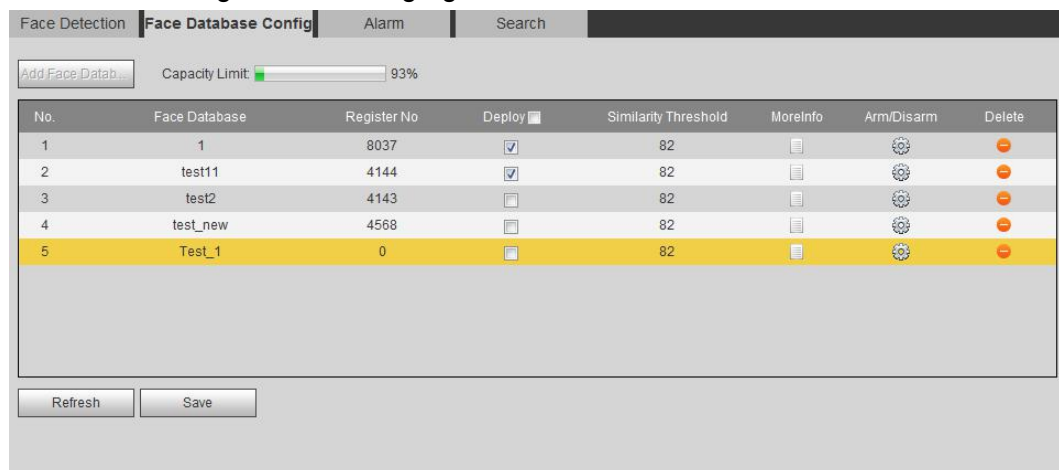 Face Detection Face Database Config Alarm Search
Add Face Datab... Capacity Limit: 93%
No. Face Database Register No Deploy Similarity Threshold MoreInfo Arm/Disarm Delete
1 1 8037 82
2 test11 4144 82
3 test2 4143 82
4 test_new 4568 82
5 Test_1 0 82
Refresh Save